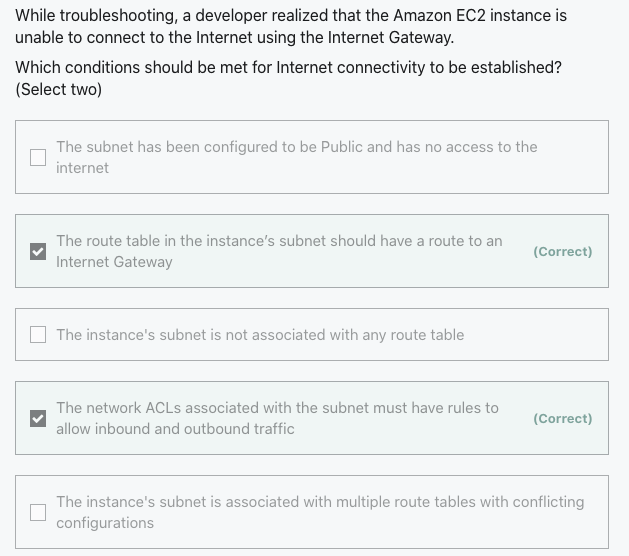 While troubleshooting, a developer realized that the Amazon EC2 instance is
unable to connect to the Internet using the Internet Gateway.
Which conditions should be met for Internet connectivity to be established?
(Select two)
The subnet has been configured to be Public and has no access to the
internet
The route table in the instance’s subnet should have a route to an
Internet Gateway
(Correct)
The instance's subnet is not associated with any route table
The network ACLs associated with the subnet must have rules to
allow inbound and outbound traffic
(Correct)
The instance's subnet is associated with multiple route tables with conflicting
configurations